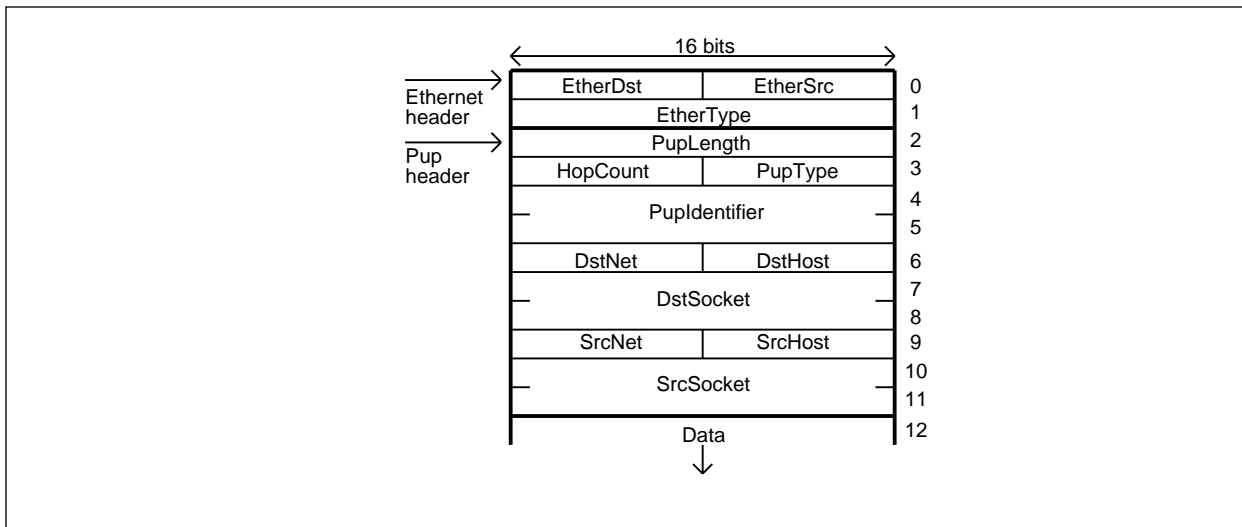 16 bits
EtherDst EtherSrc 0
Ethernet
header
EtherType 1
PupLength 2
Pup
header
HopCount PupType 3
4
PupIdentifier
5
DstNet DstHost 6
7
DstSocket
8
SrcNet SrcHost 9
10
SrcSocket
11
Data 12